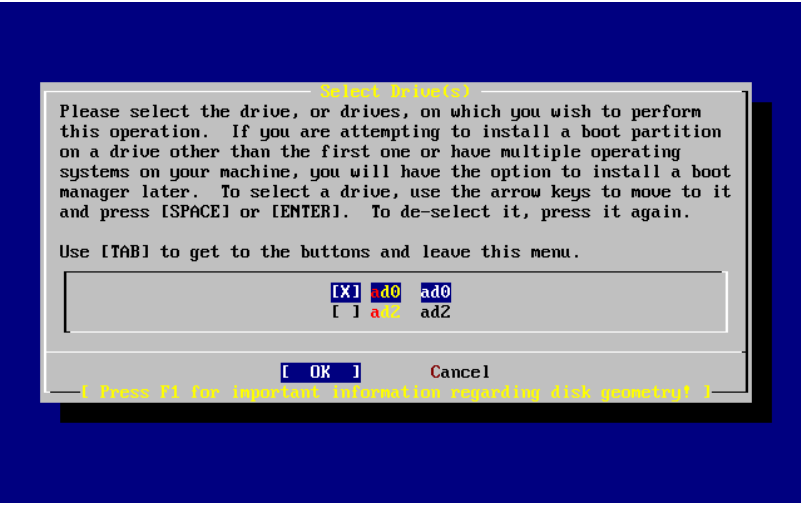 Select Drive(s)
Please select the drive, or drives, on which you wish to perform
this operation.  If you are attempting to install a boot partition
on a drive other than the first one or have multiple operating
systems on your machine, you will have the option to install a boot
manager later.  To select a drive, use the arrow keys to move to it
and press [SPACE] or [ENTER].  To de-select it, press it again.
Use [TAB] to get to the buttons and leave this menu.
[X] ad0 ad0
[ ] ad2 ad2
[ OK ] Cancel
[ Press F1 for important information regarding disk geometry! ]